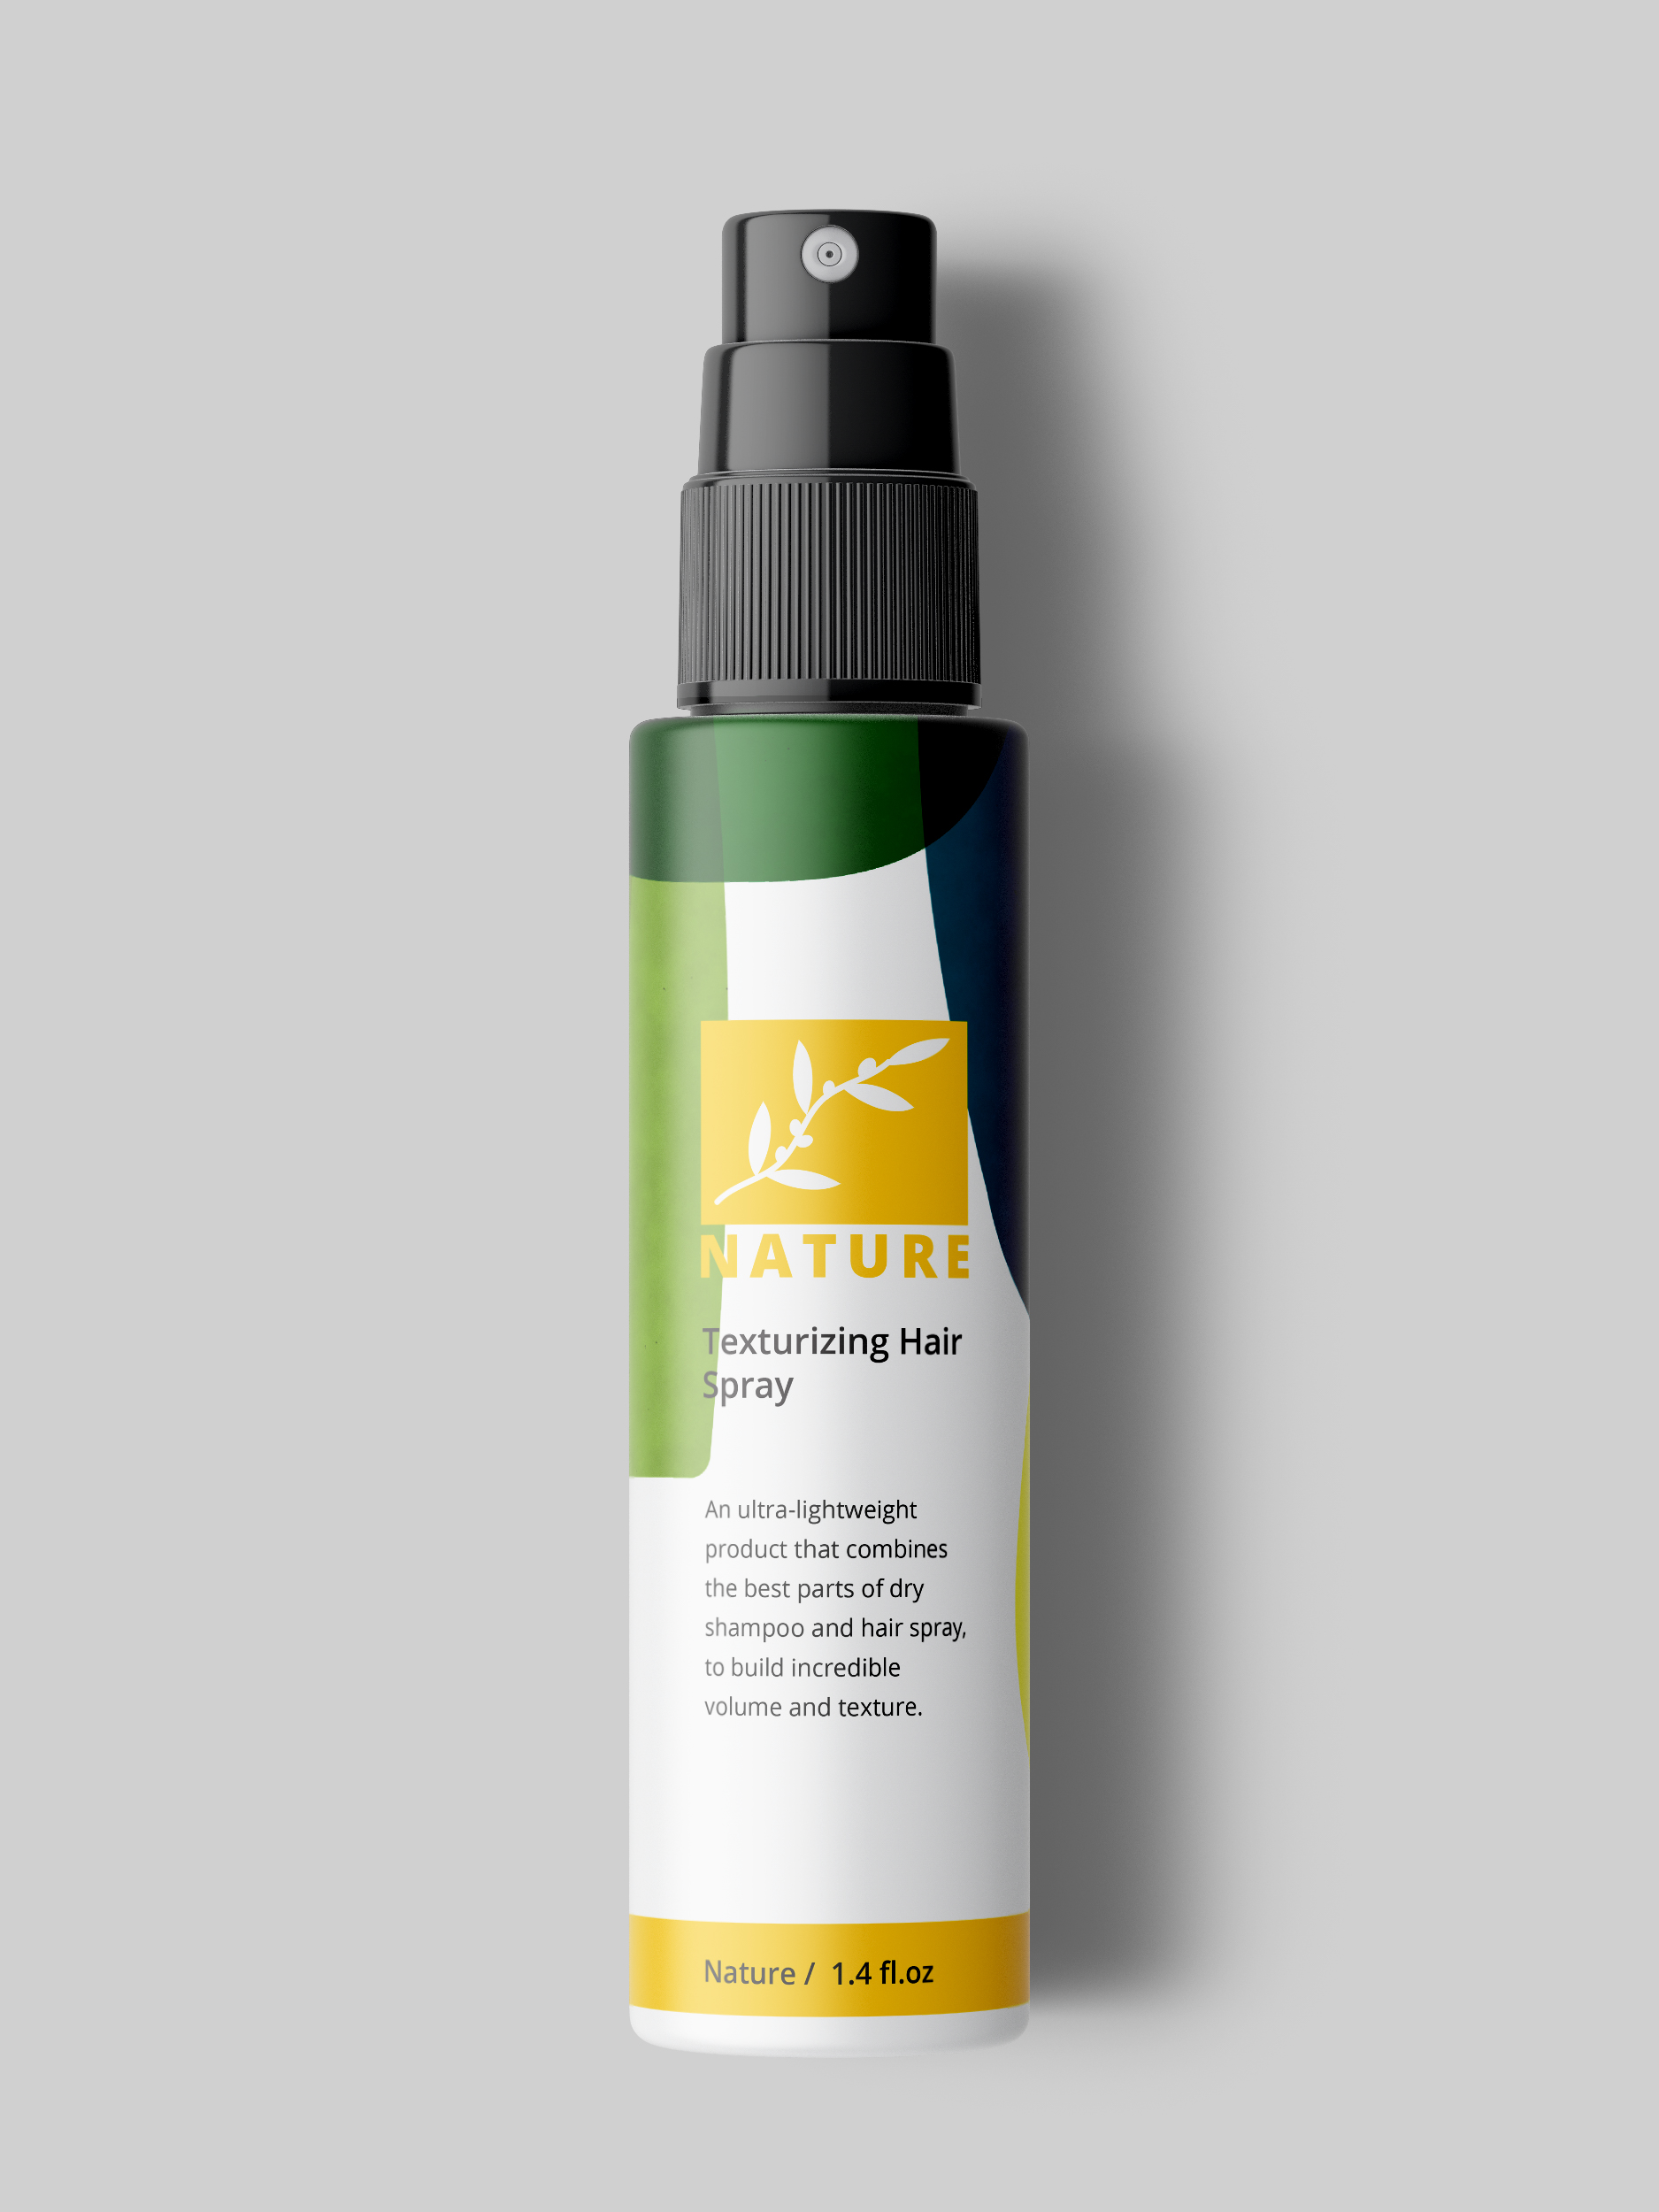 NATURE
Texturizing Hair
Spray
An ultra-lightweight
product that combines
the best parts of dry
shampoo and hair spray,
to build incredible
volume and texture.
Nature / 1.4 fl.oz